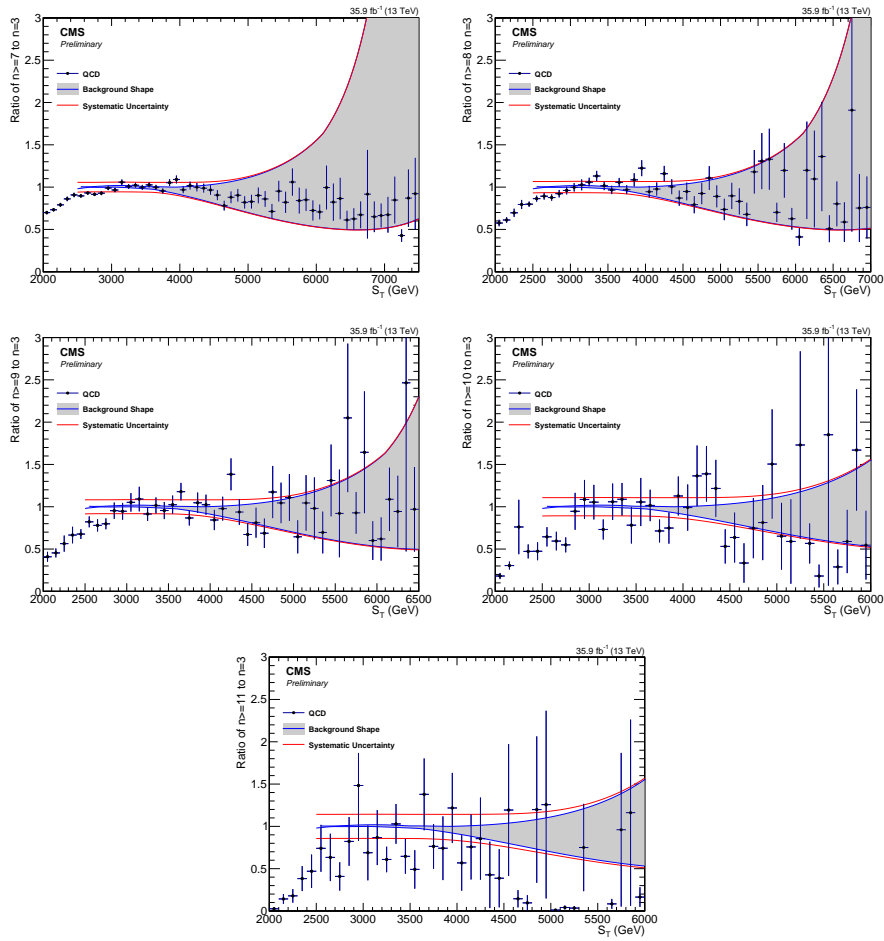 35.9 fb⁻¹ (13 TeV)
Ratio of n>=7 to n=3
3
2.5
2
1.5
1
0.5
0
CMS
Preliminary
QCD
Background Shape
Systematic Uncertainty
2000 2500 3000 3500 4000 4500 5000 5500 6000 6500 7000
S_T (GeV)
35.9 fb⁻¹ (13 TeV)
Ratio of n>=8 to n=3
3
2.5
2
1.5
1
0.5
0
CMS
Preliminary
QCD
Background Shape
Systematic Uncertainty
2000 2500 3000 3500 4000 4500 5000 5500 6000 6500 7000
S_T (GeV)
35.9 fb⁻¹ (13 TeV)
Ratio of n>=9 to n=3
3
2.5
2
1.5
1
0.5
0
CMS
Preliminary
QCD
Background Shape
Systematic Uncertainty
2000 2500 3000 3500 4000 4500 5000 5500 6000 6500
S_T (GeV)
35.9 fb⁻¹ (13 TeV)
Ratio of n>=10 to n=3
3
2.5
2
1.5
1
0.5
0
CMS
Preliminary
QCD
Background Shape
Systematic Uncertainty
2000 2500 3000 3500 4000 4500 5000 5500 6000
S_T (GeV)
35.9 fb⁻¹ (13 TeV)
Ratio of n>=11 to n=3
3
2.5
2
1.5
1
0.5
0
CMS
Preliminary
QCD
Background Shape
Systematic Uncertainty
2000 2500 3000 3500 4000 4500 5000 5500 6000
S_T (GeV)